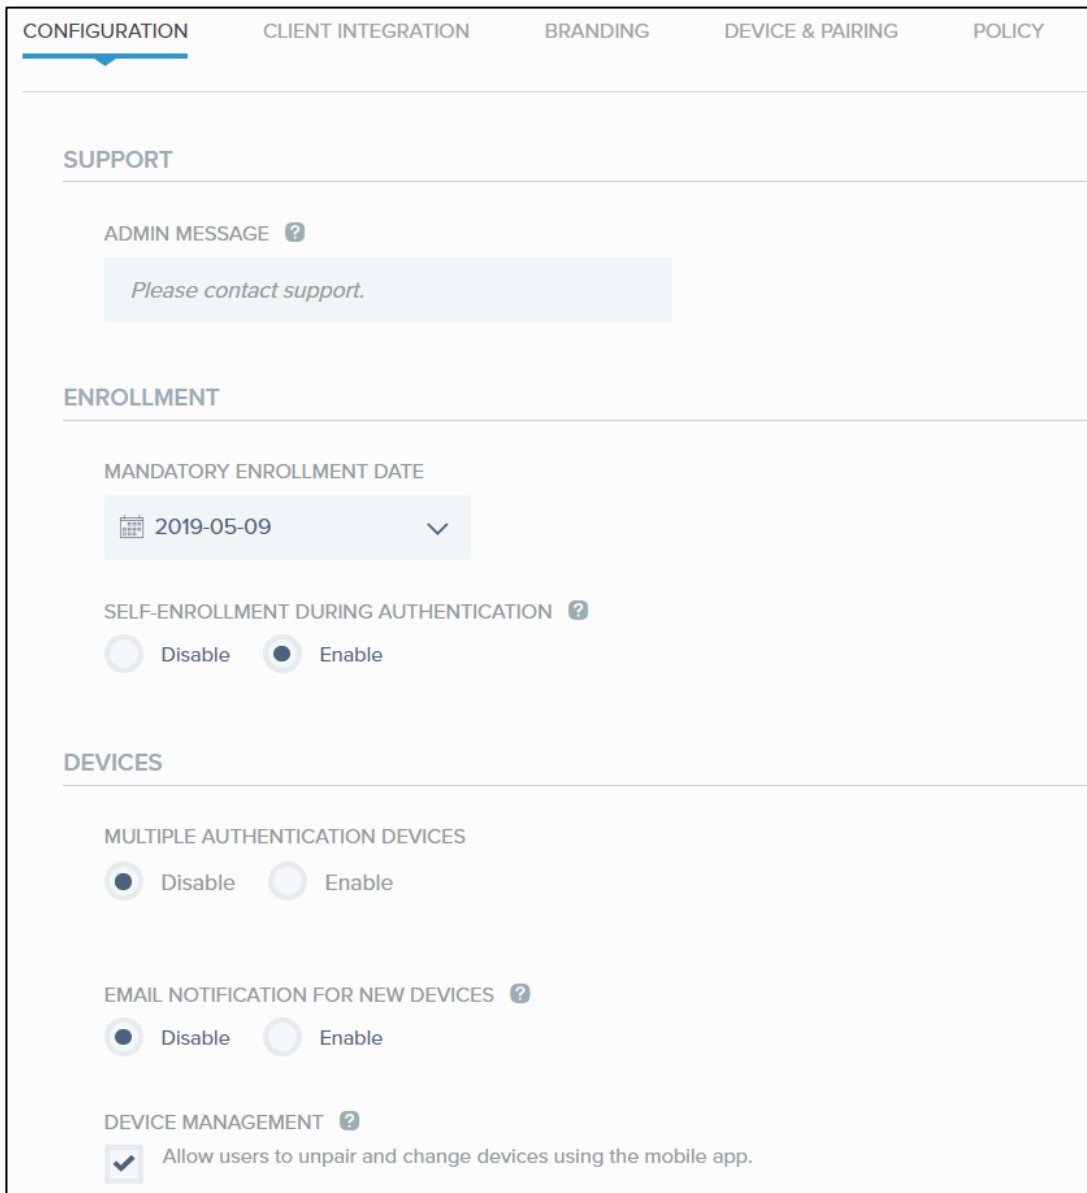 CONFIGURATION CLIENT INTEGRATION BRANDING DEVICE & PAIRING POLICY
SUPPORT
ADMIN MESSAGE ?
Please contact support.
ENROLLMENT
MANDATORY ENROLLMENT DATE
2019-05-09
SELF-ENROLLMENT DURING AUTHENTICATION ?
Disable Enable
DEVICES
MULTIPLE AUTHENTICATION DEVICES
Disable Enable
EMAIL NOTIFICATION FOR NEW DEVICES ?
Disable Enable
DEVICE MANAGEMENT ?
Allow users to unpair and change devices using the mobile app.